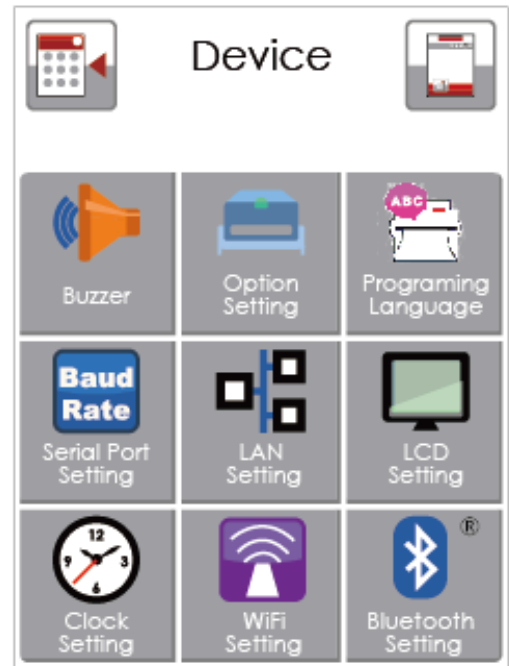 Device
Buzzer
Option
Setting
ABC
Programing
Language
Baud
Rate
Serial Port
Setting
LAN
Setting
LCD
Setting
12
9
3
6
Clock
Setting
WiFi
Setting
®
Bluetooth
Setting